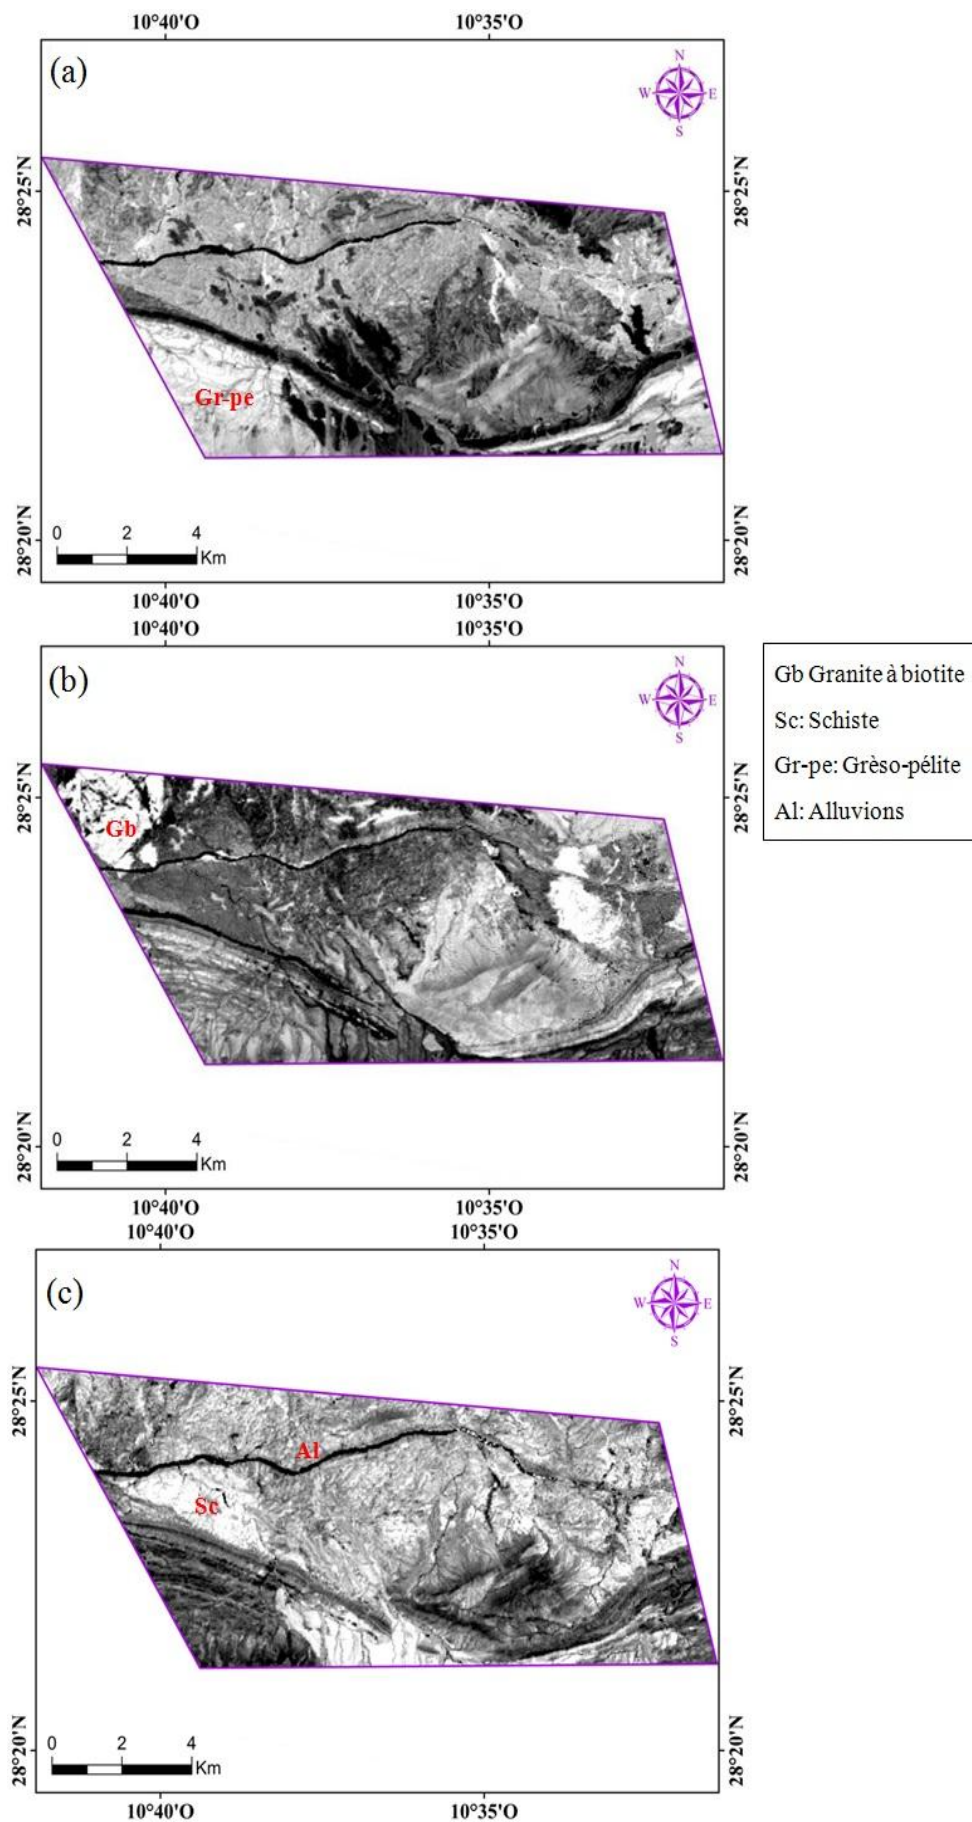 10°40'O 10°35'O
(a)
N
W E
S
28°25'N 28°25'N
Gr-pe
28°20'N 28°20'N
0 2 4
Km
10°40'O 10°35'O
10°40'O 10°35'O
(b)
N
W E
S
Gb Granite à biotite
Sc: Schiste
Gr-pe: Grèso-pélite
Al: Alluvions
28°25'N 28°25'N
Gb
28°20'N 28°20'N
0 2 4
Km
10°40'O 10°35'O
10°40'O 10°35'O
(c)
N
W E
S
28°25'N 28°25'N
Al
Sc
28°20'N 28°20'N
0 2 4
Km
10°40'O 10°35'O